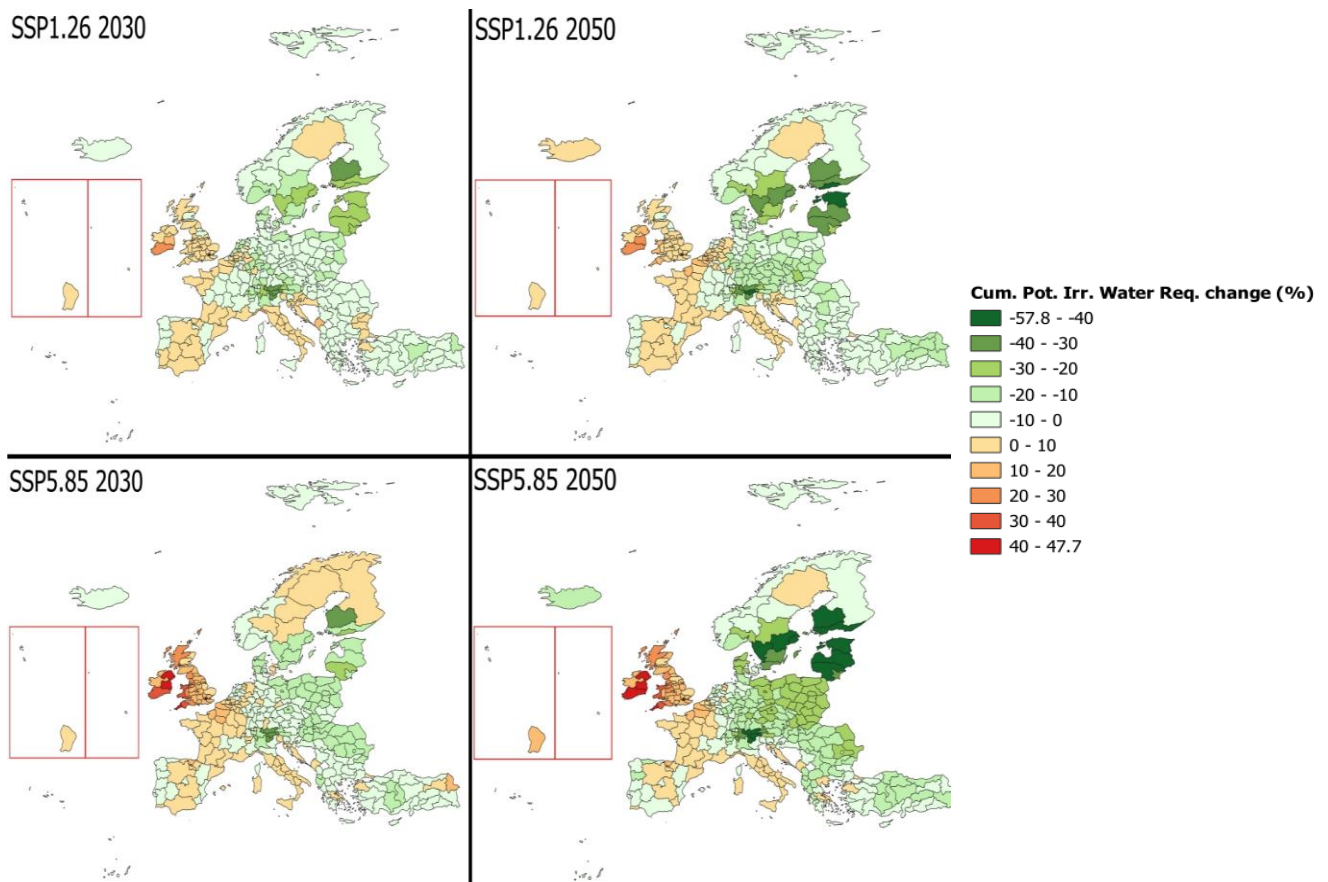 SSP1.26 2030
SSP1.26 2050
Cum. Pot. Irr. Water Req. change (%)
-57.8 - -40
-40 - -30
-30 - -20
-20 - -10
-10 - 0
0 - 10
10 - 20
20 - 30
30 - 40
40 - 47.7
SSP5.85 2030
SSP5.85 2050